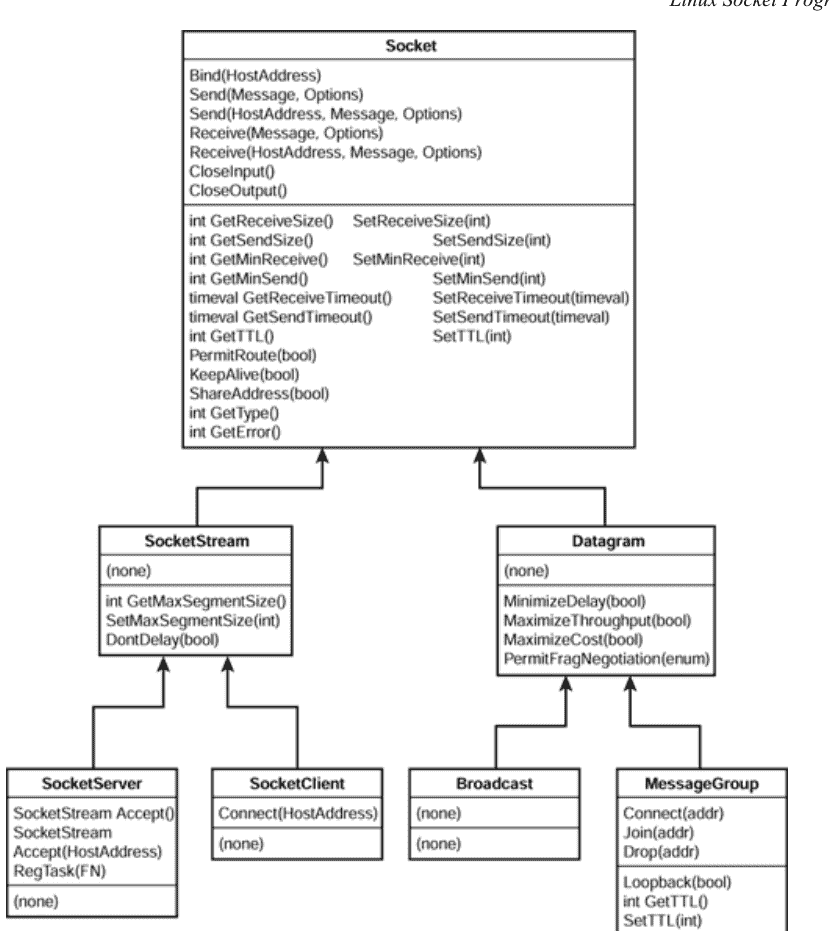 Linux Socket Progr
Socket
Bind(HostAddress)
Send(Message, Options)
Send(HostAddress, Message, Options)
Receive(Message, Options)
Receive(HostAddress, Message, Options)
CloseInput()
CloseOutput()
int GetReceiveSize() SetReceiveSize(int)
int GetSendSize() SetSendSize(int)
int GetMinReceive() SetMinReceive(int)
int GetMinSend() SetMinSend(int)
timeval GetReceiveTimeout() SetReceiveTimeout(timeval)
timeval GetSendTimeout() SetSendTimeout(timeval)
int GetTTL() SetTTL(int)
PermitRoute(bool)
KeepAlive(bool)
ShareAddress(bool)
int GetType()
int GetError()
SocketStream
(none)
int GetMaxSegmentSize()
SetMaxSegmentSize(int)
DontDelay(bool)
Datagram
(none)
MinimizeDelay(bool)
MaximizeThroughput(bool)
MaximizeCost(bool)
PermitFragNegotiation(enum)
SocketServer
SocketStream Accept()
SocketStream
Accept(HostAddress)
RegTask(FN)
(none)
SocketClient
Connect(HostAddress)
(none)
Broadcast
(none)
(none)
MessageGroup
Connect(addr)
Join(addr)
Drop(addr)
Loopback(bool)
int GetTTL()
SetTTL(int)